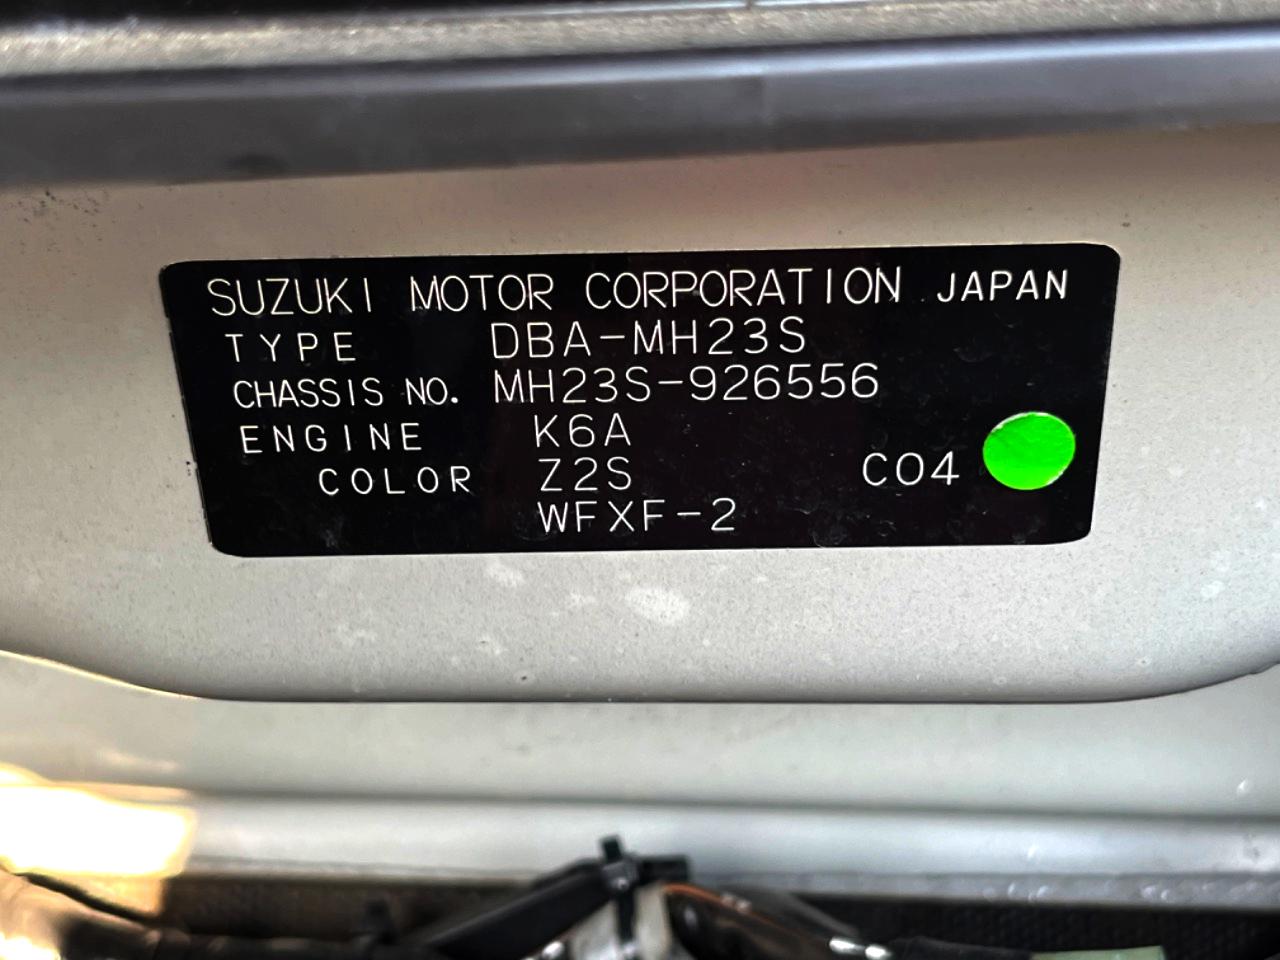 SUZUKI MOTOR CORPORATION JAPAN
TYPE DBA-MH23S
CHASSIS NO. MH23S-926556
ENGINE K6A
COLOR Z2S C04
WFXF-2